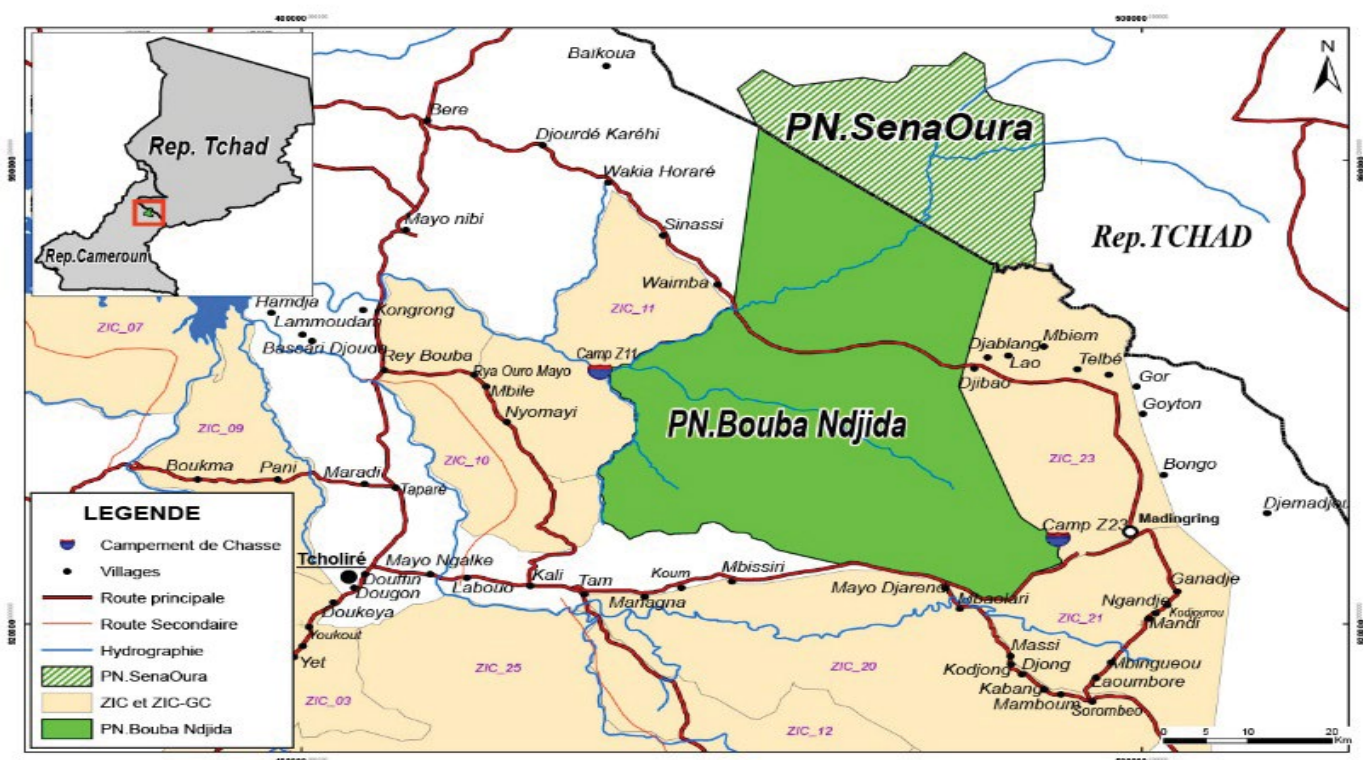 Rep. Tchad
Rep.Cameroun
N
Baïkoua
Bere
Djourdé Karéhi
PN.SenaOura
Wakia Horaré
Mayo nibi
Sinassi
Rep.TCHAD
Waimba
Hamdja
Kongrong
ZIC_11
ZIC_07
Lammoudam
Bassari Djouda
Mbiem
Djablang
Lao
Telbé
Camp Z11
Rey Bouba
Rya Ouro Mayo
Djibao
Gor
Mbile
Goyton
Nyomayi
PN.Bouba Ndjida
ZIC_09
ZIC_10
ZIC_23
Boukma
Pani
Maradi
Bongo
Tapare
Djemadjou
LEGENDE
Campement de Chasse
Villages
Route principale
Route Secondaire
Hydrographie
PN.SenaOura
ZIC et ZIC-GC
PN.Bouba Ndjida
Camp Z23
Madingring
Tcholiré
Mayo Ngalke
Douffin
Dougon
Labouo
Kali
Tam
Koum
Mbissiri
Managna
Mayo Djareng
Mbaolari
Ganadje
Doukeya
Ngandje
Kodjourou
Mandi
ZIC_21
Youkout
Yet
Massi
ZIC_25
ZIC_20
Kodjong
Djong
Mbingueou
Laoumbore
Kabang
Mamboum
Sorombeo
ZIC_03
ZIC_12
0 5 10 20
Km